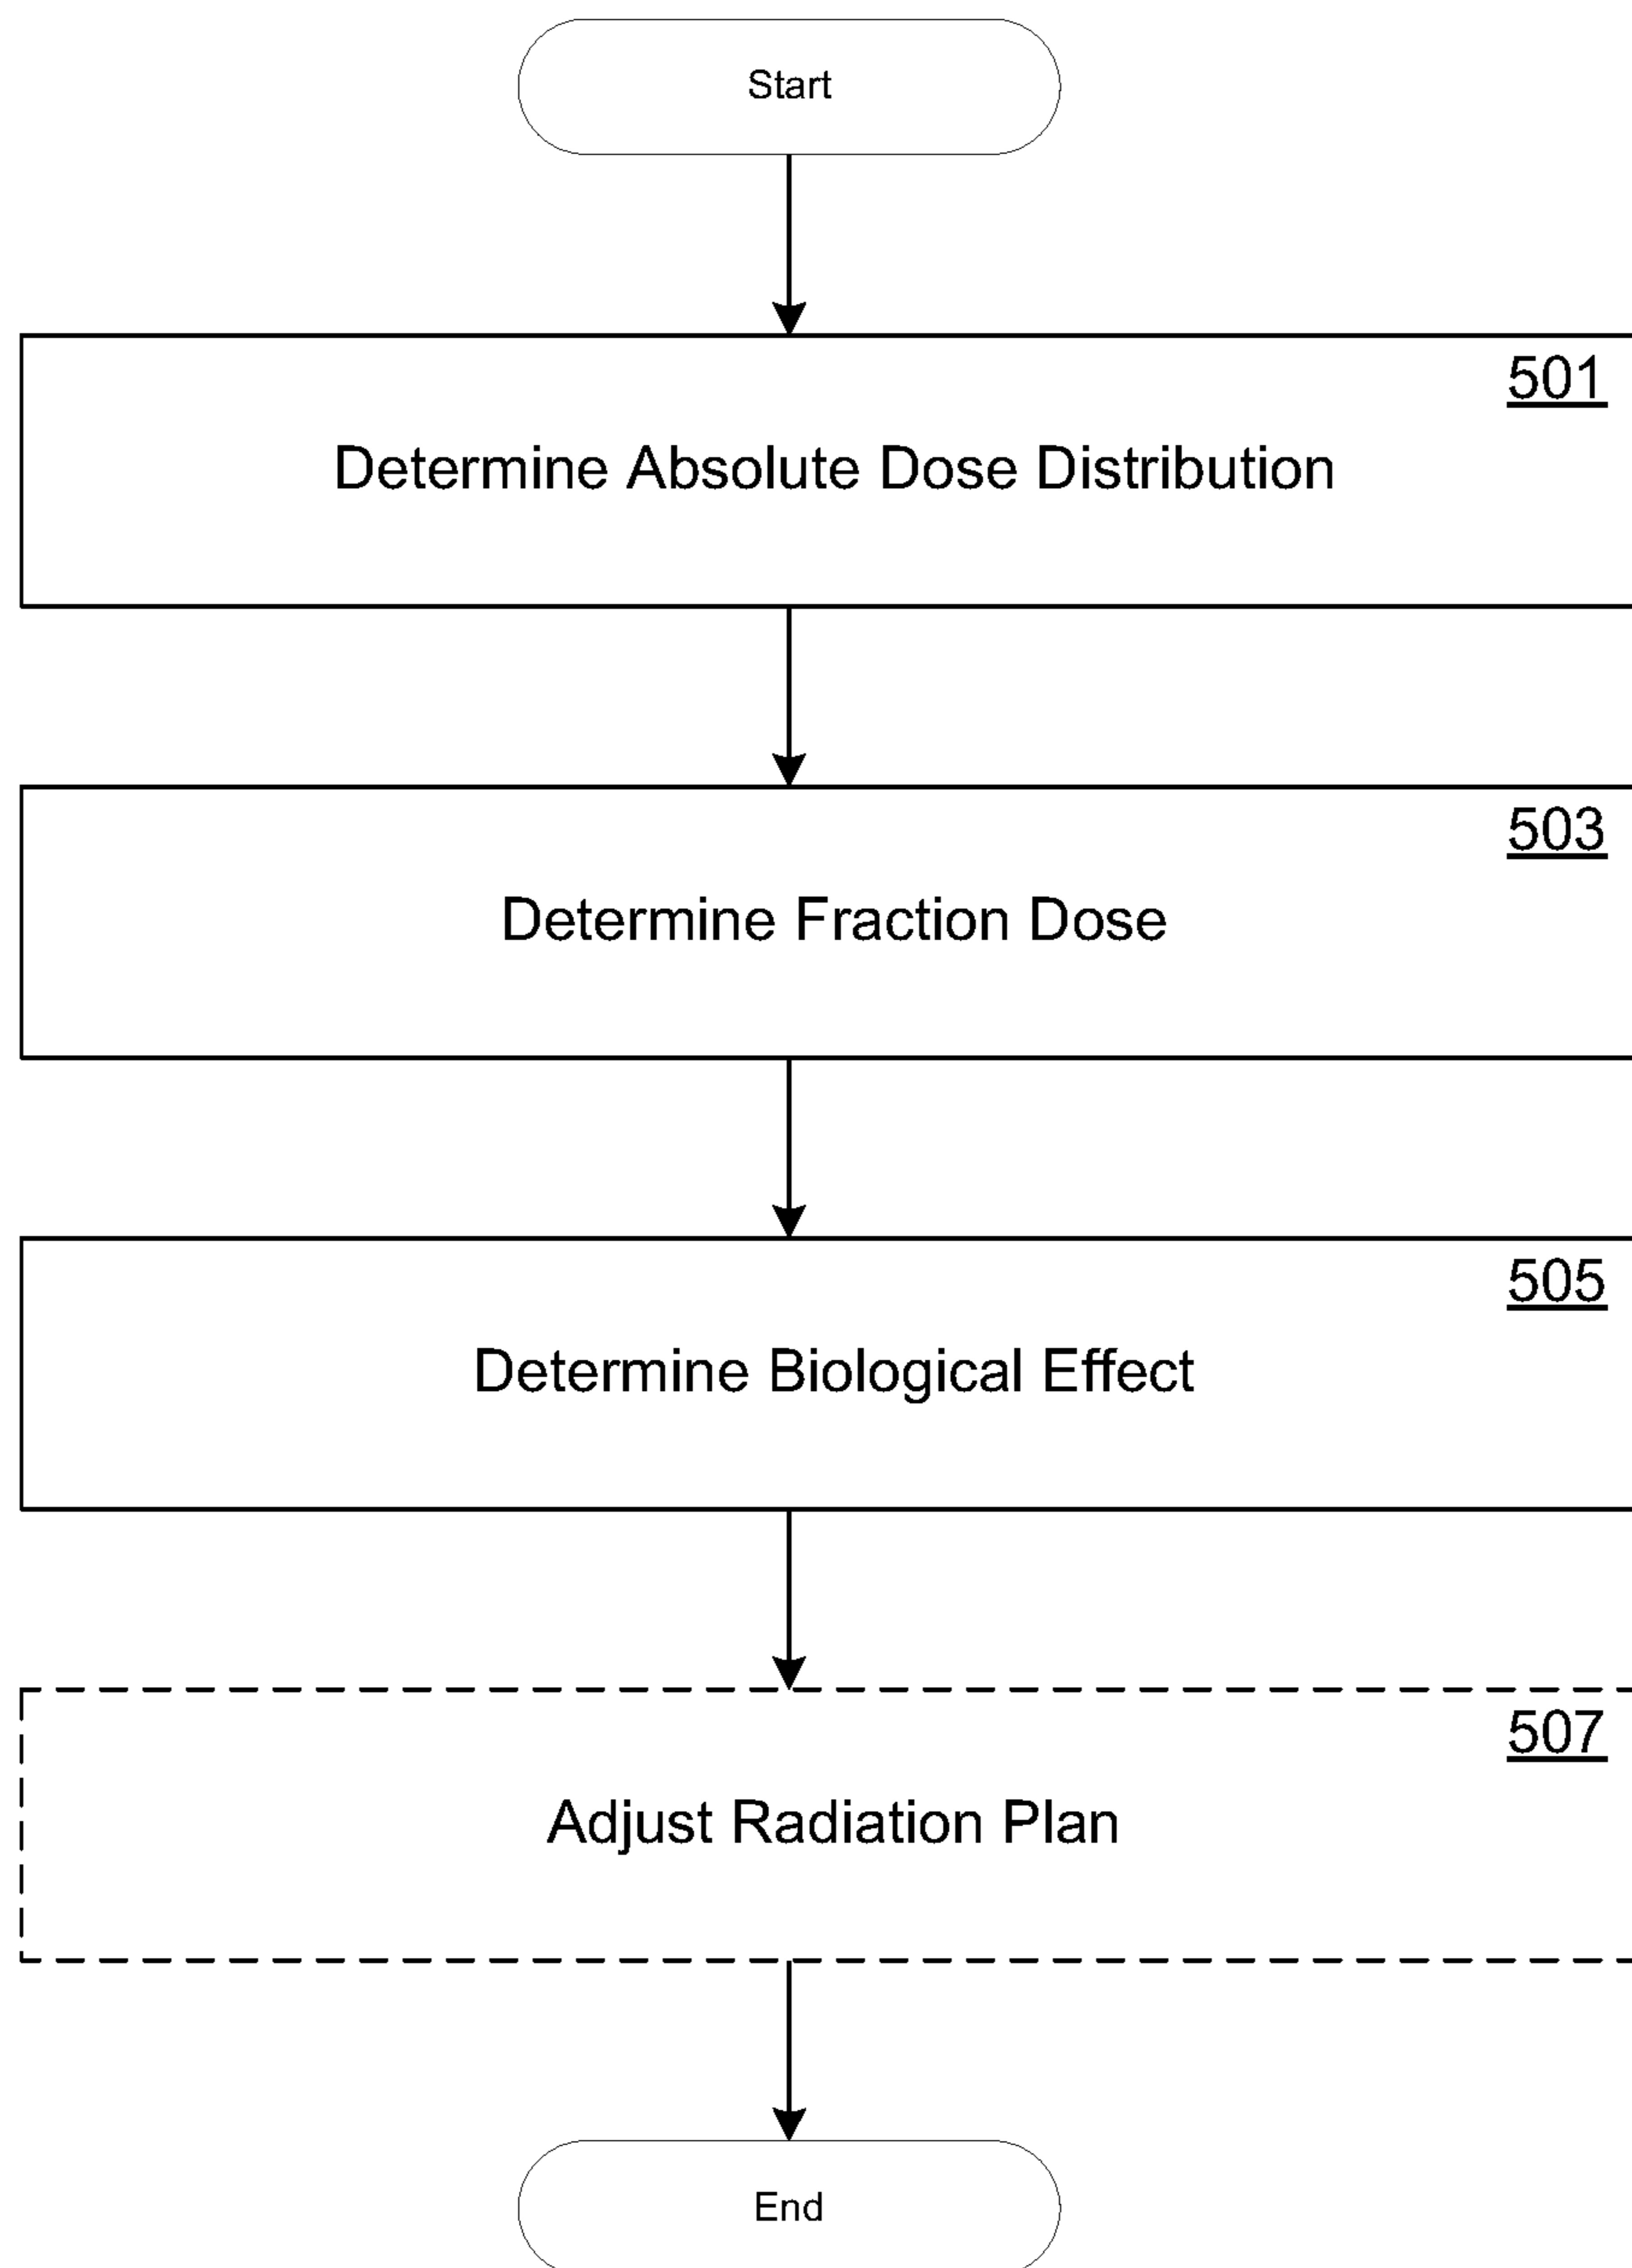 Start
501
Determine Absolute Dose Distribution
503
Determine Fraction Dose
505
Determine Biological Effect
507
Adjust Radiation Plan
End